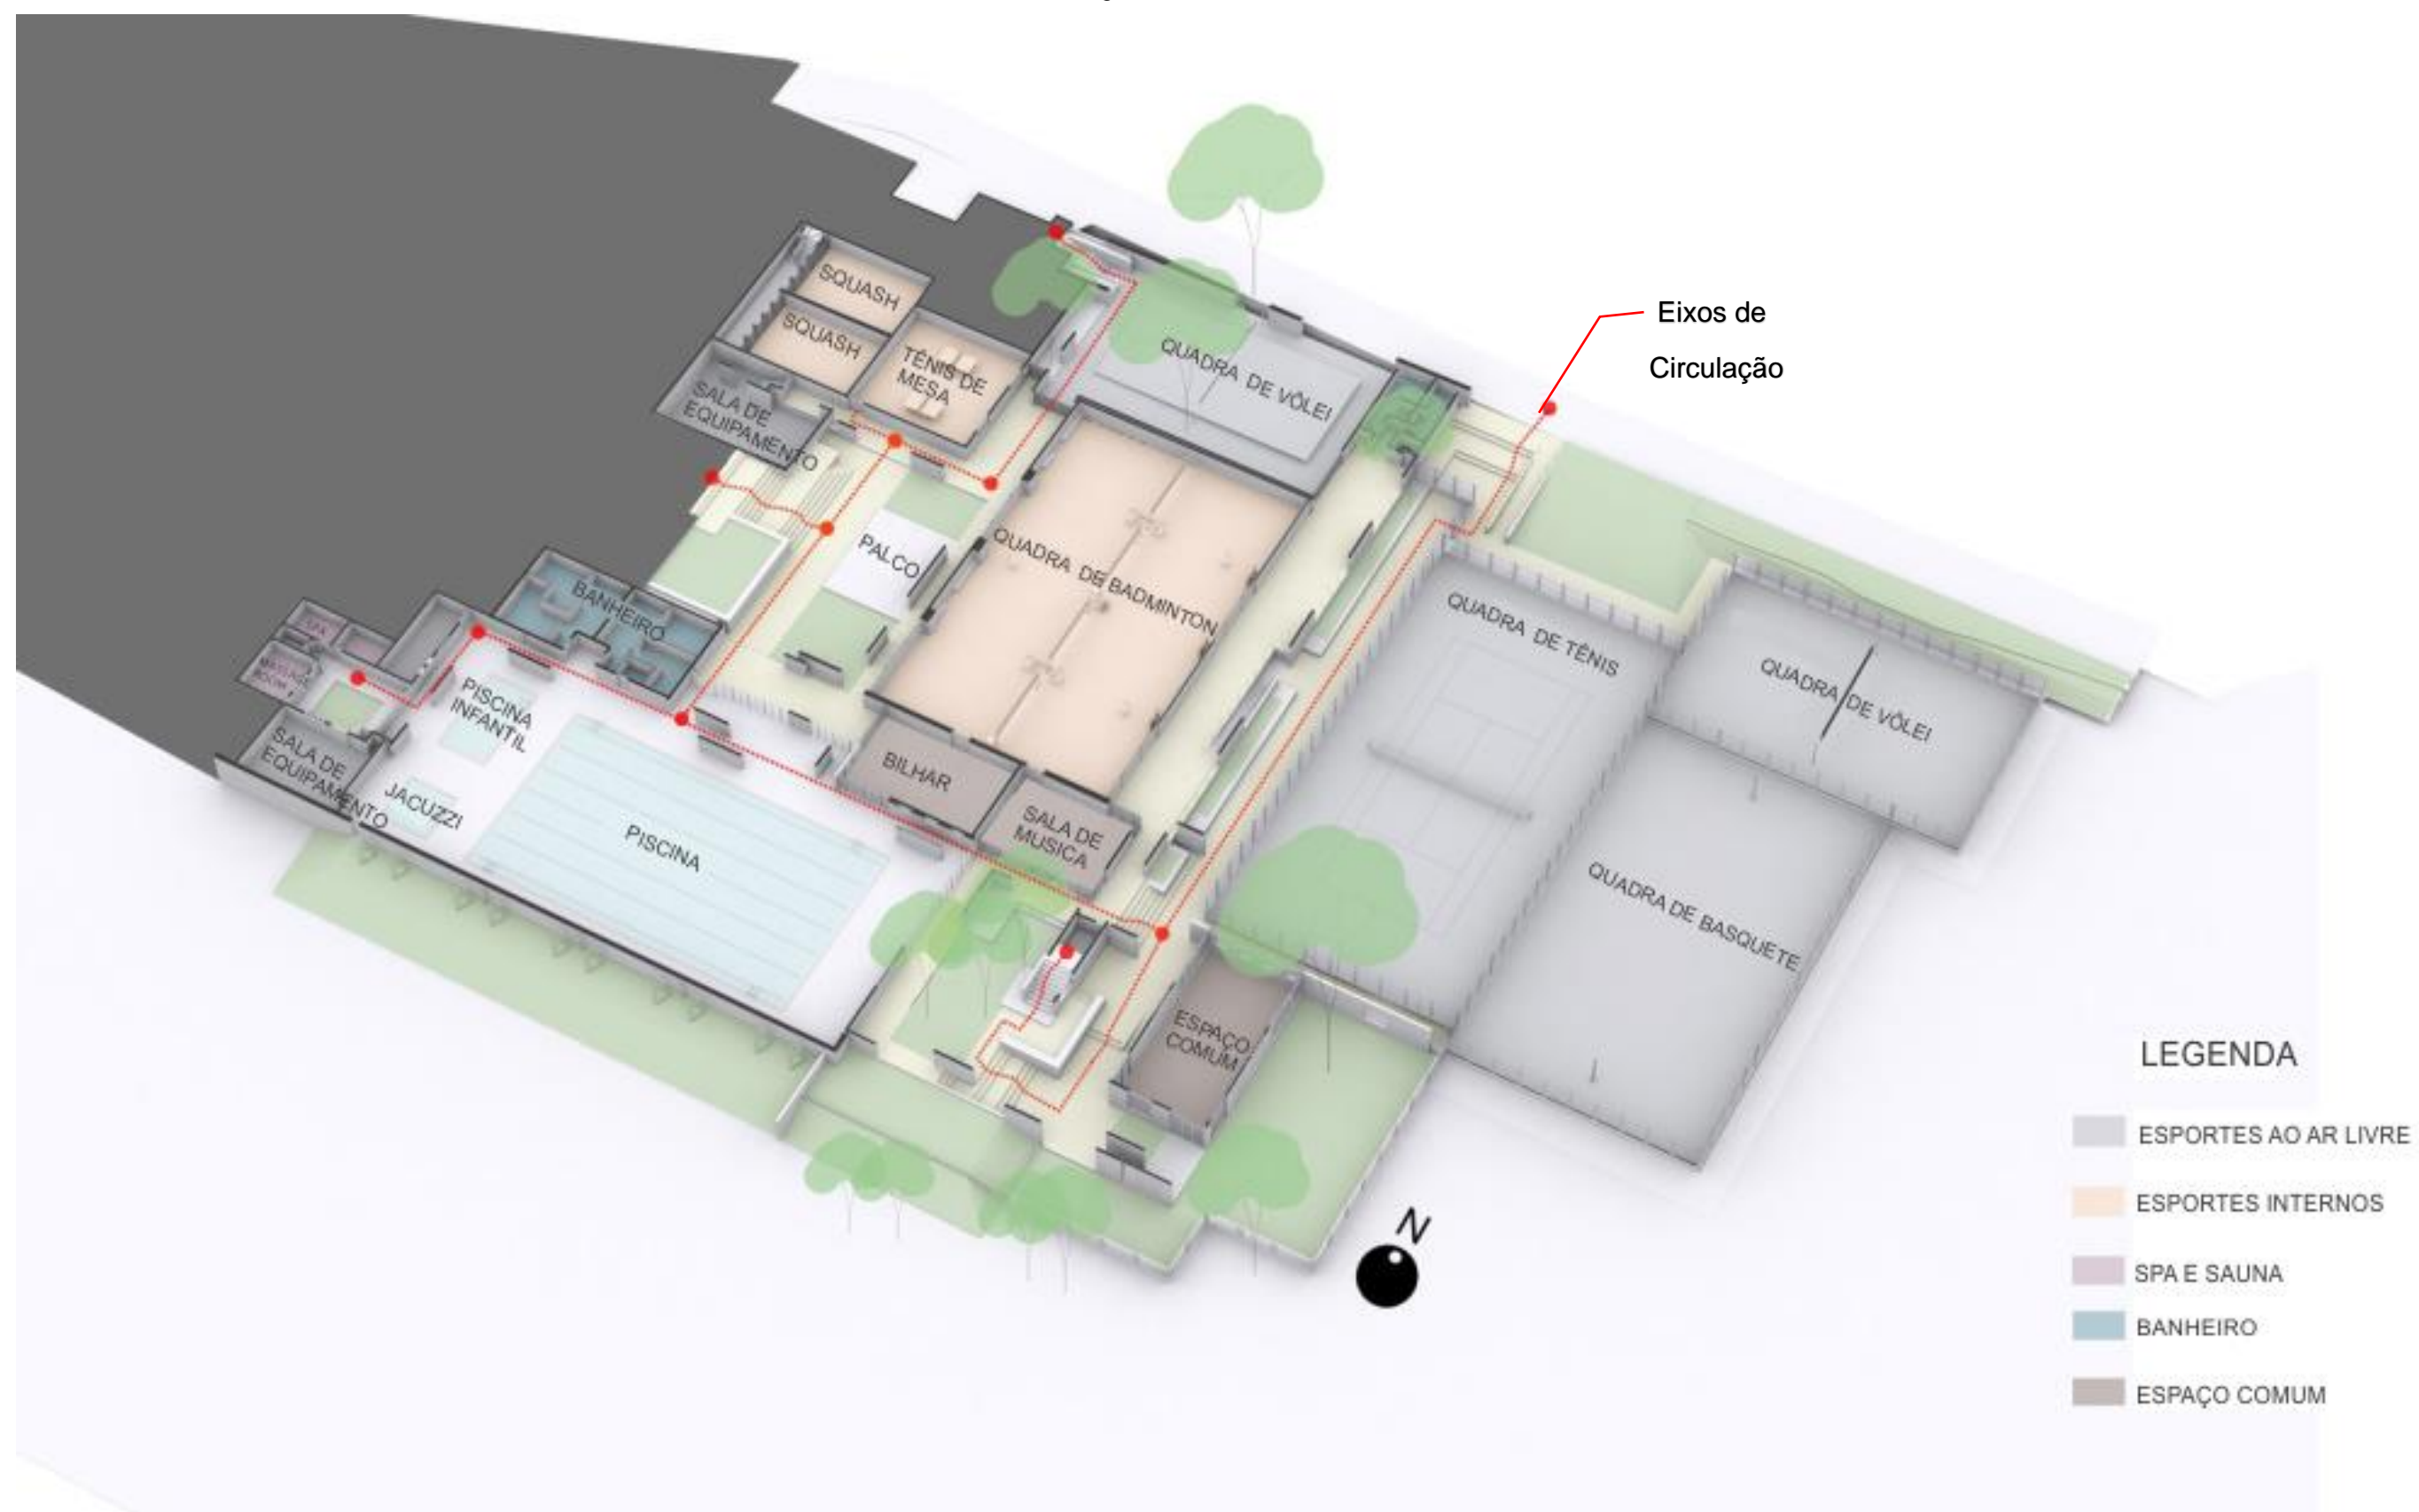 SQUASH
SQUASH
TÊNIS DE
MESA
SALA DE
EQUIPAMENTO
QUADRA DE VÔLEI
Eixos de
Circulação
PALCO
QUADRA DE BADMINTON
BANHEIRO
QUADRA DE TÊNIS
QUADRA DE VÔLEI
PISCINA
INFANTIL
SALA DE
EQUIPAMENTO
JACUZZI
PISCINA
BILHAR
SALA DE
MUSICA
QUADRA DE BASQUETE
ESPAÇO
COMUM
N
LEGENDA
ESPORTES AO AR LIVRE
ESPORTES INTERNOS
SPA E SAUNA
BANHEIRO
ESPAÇO COMUM